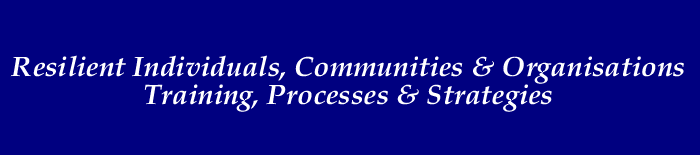 Resilient Individuals, Communities & Organisations
Training, Processes & Strategies